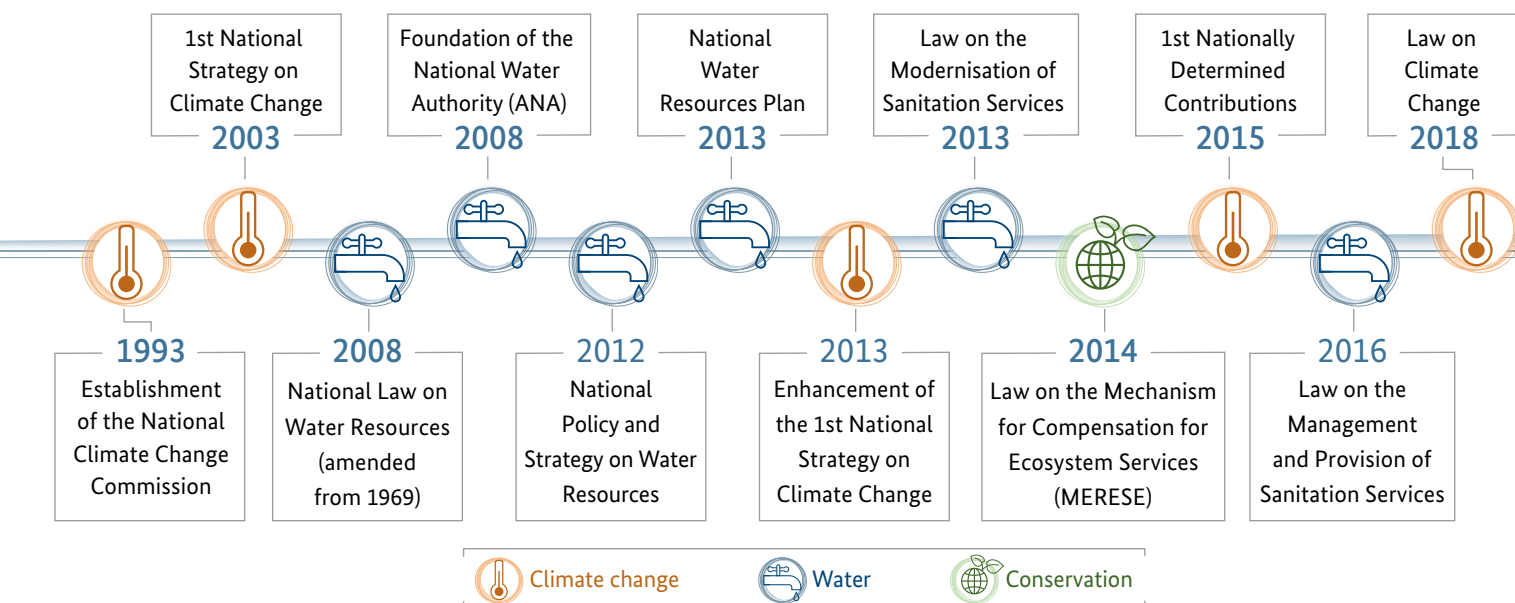 1st National
Strategy on
Climate Change
2003
Foundation of the
National Water
Authority (ANA)
2008
National
Water
Resources Plan
2013
Law on the
Modernisation of
Sanitation Services
2013
1st Nationally
Determined
Contributions
2015
Law on
Climate
Change
2018
1993
Establishment
of the National
Climate Change
Commission
2008
National Law on
Water Resources
(amended
from 1969)
2012
National
Policy and
Strategy on Water
Resources
2013
Enhancement of
the 1st National
Strategy on
Climate Change
2014
Law on the Mechanism
for Compensation for
Ecosystem Services
(MERESE)
2016
Law on the
Management
and Provision of
Sanitation Services
Climate change
Water
Conservation